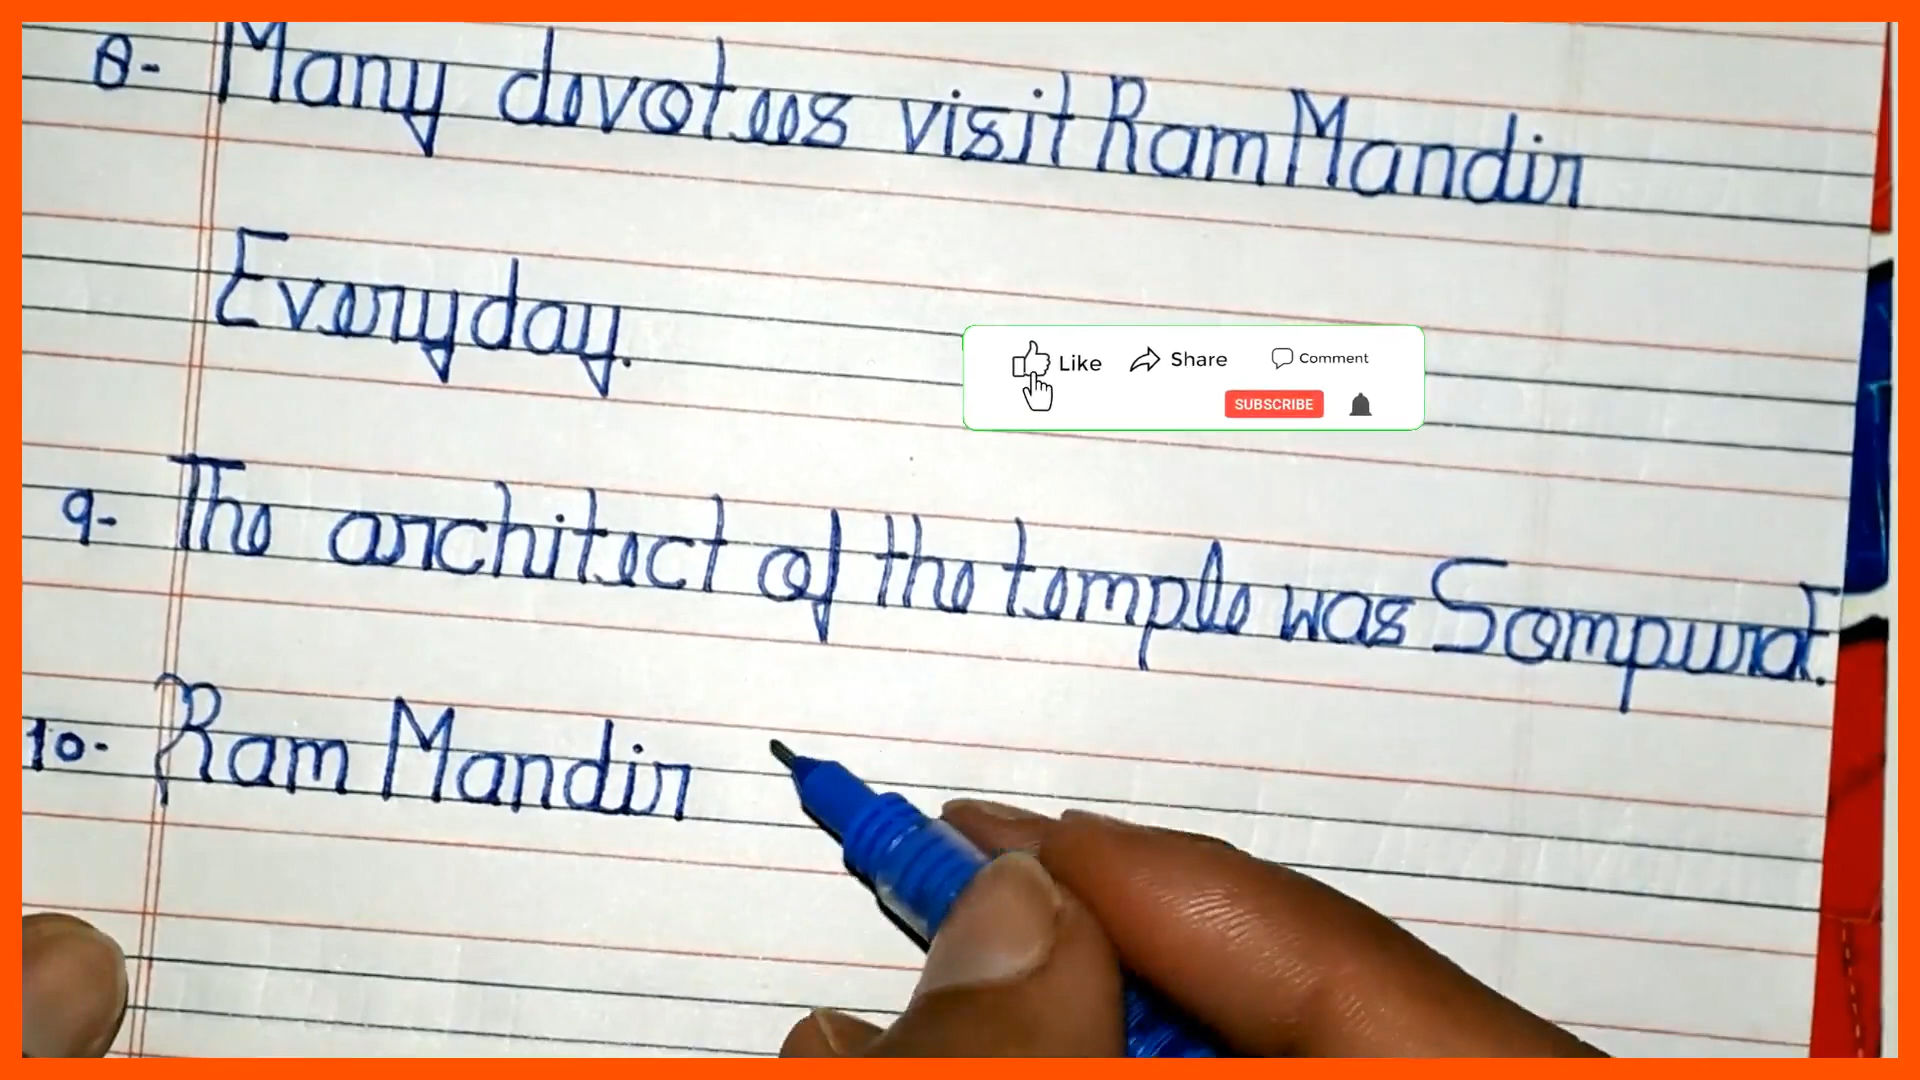 8- Many devotees visit Ram Mandir
Everyday.
Like Share Comment
SUBSCRIBE
9- The architect of the temple was Sompura.
10- Ram Mandir